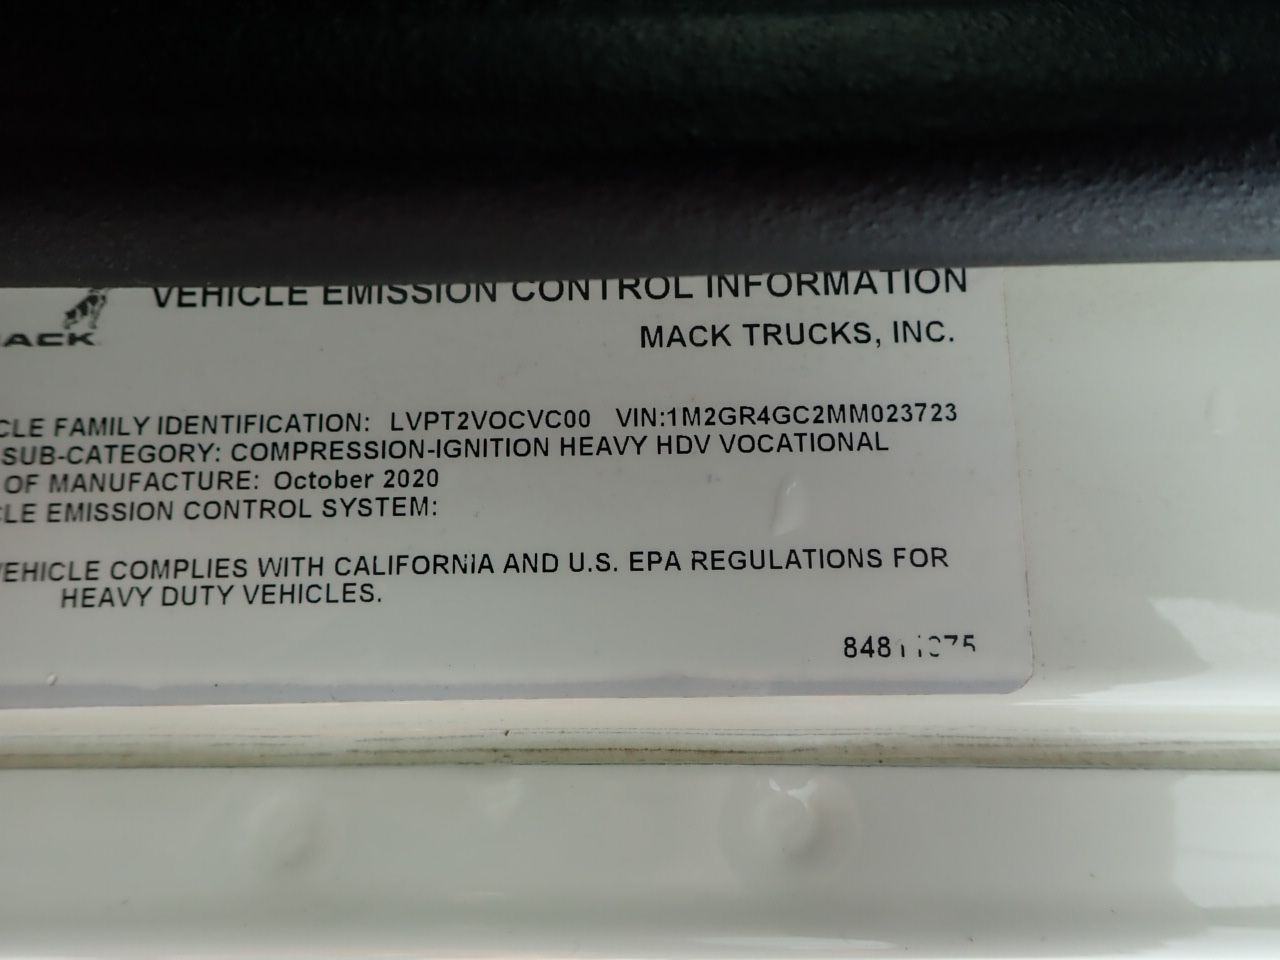 VEHICLE EMISSION CONTROL INFORMATION
MACK
MACK TRUCKS, INC.
FAMILY IDENTIFICATION: LVPT2VOCVC00 VIN:1M2GR4GC2MM023723
SUB-CATEGORY: COMPRESSION-IGNITION HEAVY HDV VOCATIONAL
OF MANUFACTURE: October 2020
EMISSION CONTROL SYSTEM:
VEHICLE COMPLIES WITH CALIFORNIA AND U.S. EPA REGULATIONS FOR
HEAVY DUTY VEHICLES.